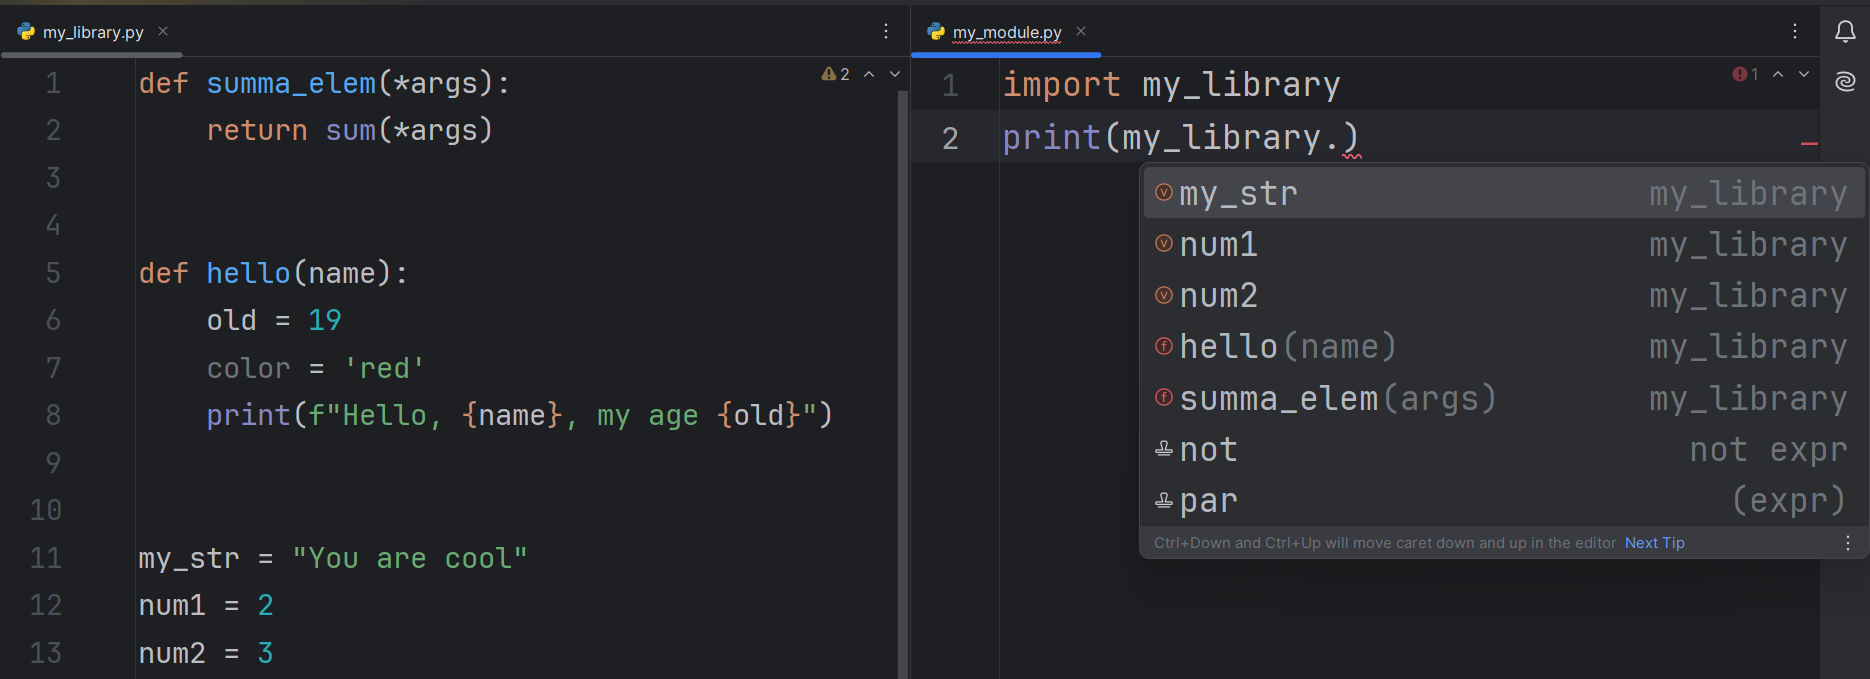 my_library.py
1 def summa_elem(*args):
2 return sum(*args)
3
4
5 def hello(name):
6 old = 19
7 color = 'red'
8 print(f"Hello, {name}, my age {old}")
9
10
11 my_str = "You are cool"
12 num1 = 2
13 num2 = 3
2
my_module.py
1 import my_library
2 print(my_library.)
1
my_str my_library
num1 my_library
num2 my_library
hello(name) my_library
summa_elem(args) my_library
not not expr
par (expr)
Ctrl+Down and Ctrl+Up will move caret down and up in the editor Next Tip